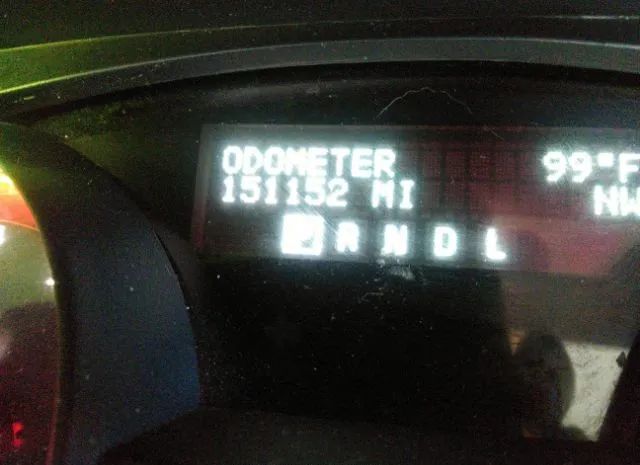 ODOMETER 99°F
151152 MI NW
P R N D L